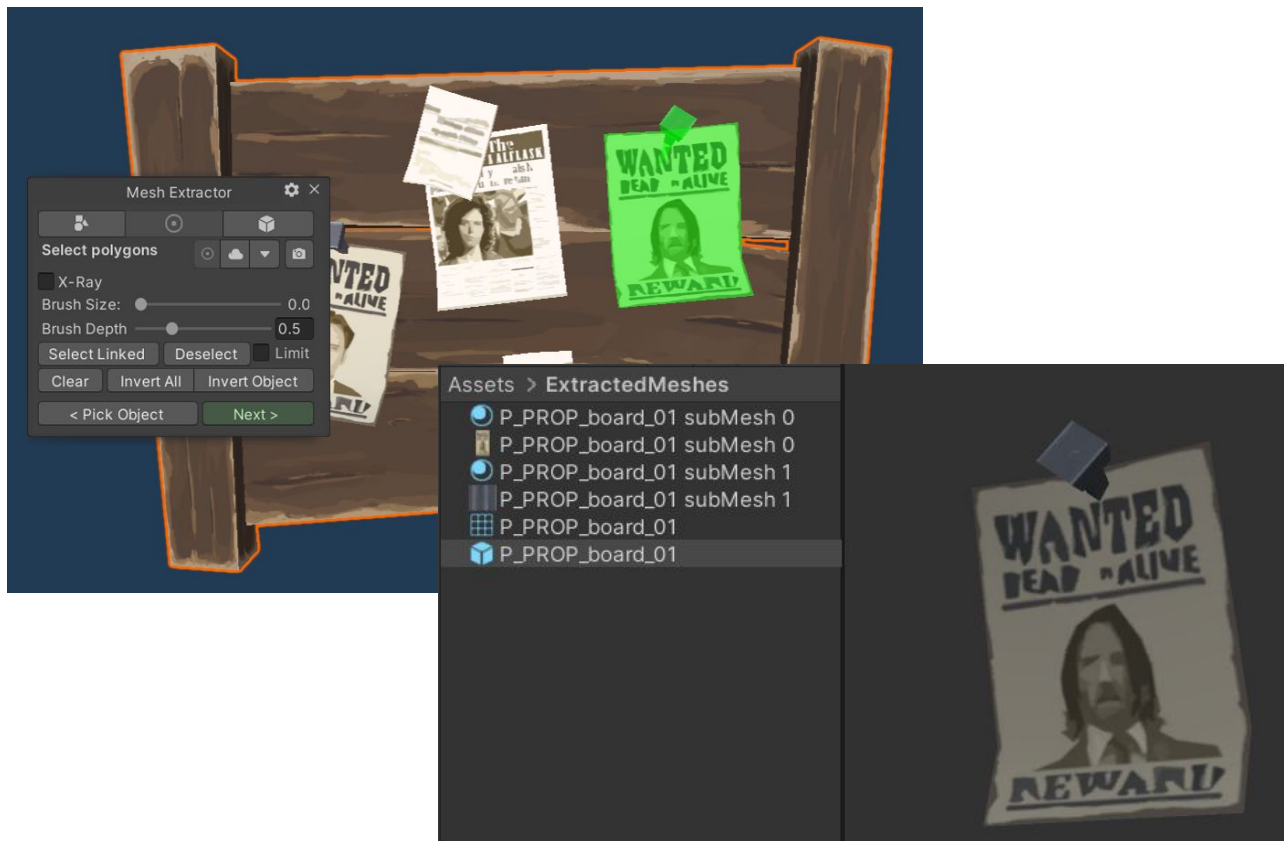 Mesh Extractor
Select polygons
X-Ray
Brush Size: 0.0
Brush Depth 0.5
Select Linked Deselect Limit
Clear Invert All Invert Object
< Pick Object Next >
The
WANTED
DEAD ALIVE
REWARD
WANTED
ALIVE
Assets > ExtractedMeshes
P_PROP_board_01 subMesh 0
P_PROP_board_01 subMesh 0
P_PROP_board_01 subMesh 1
P_PROP_board_01 subMesh 1
P_PROP_board_01
P_PROP_board_01
WANTED
DEAD ALIVE
REWARD